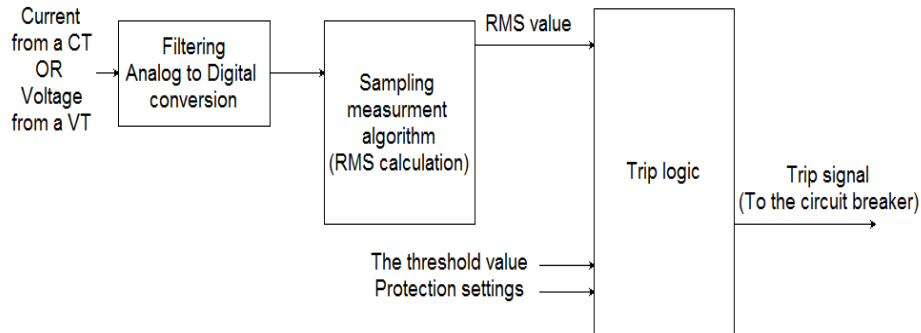 Current
from a CT
OR
Voltage
from a VT
Filtering
Analog to Digital
conversion
Sampling
measurment
algorithm
(RMS calculation)
RMS value
The threshold value
Protection settings
Trip logic
Trip signal
(To the circuit breaker)